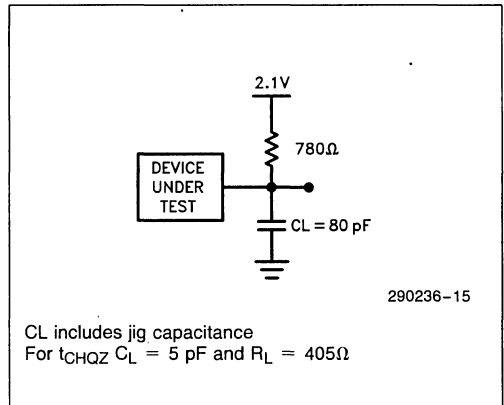 2.1V
780Ω
DEVICE
UNDER
TEST
CL = 80 pF
290236-15
CL includes jig capacitance
For tCHQZ CL = 5 pF and RL = 405Ω